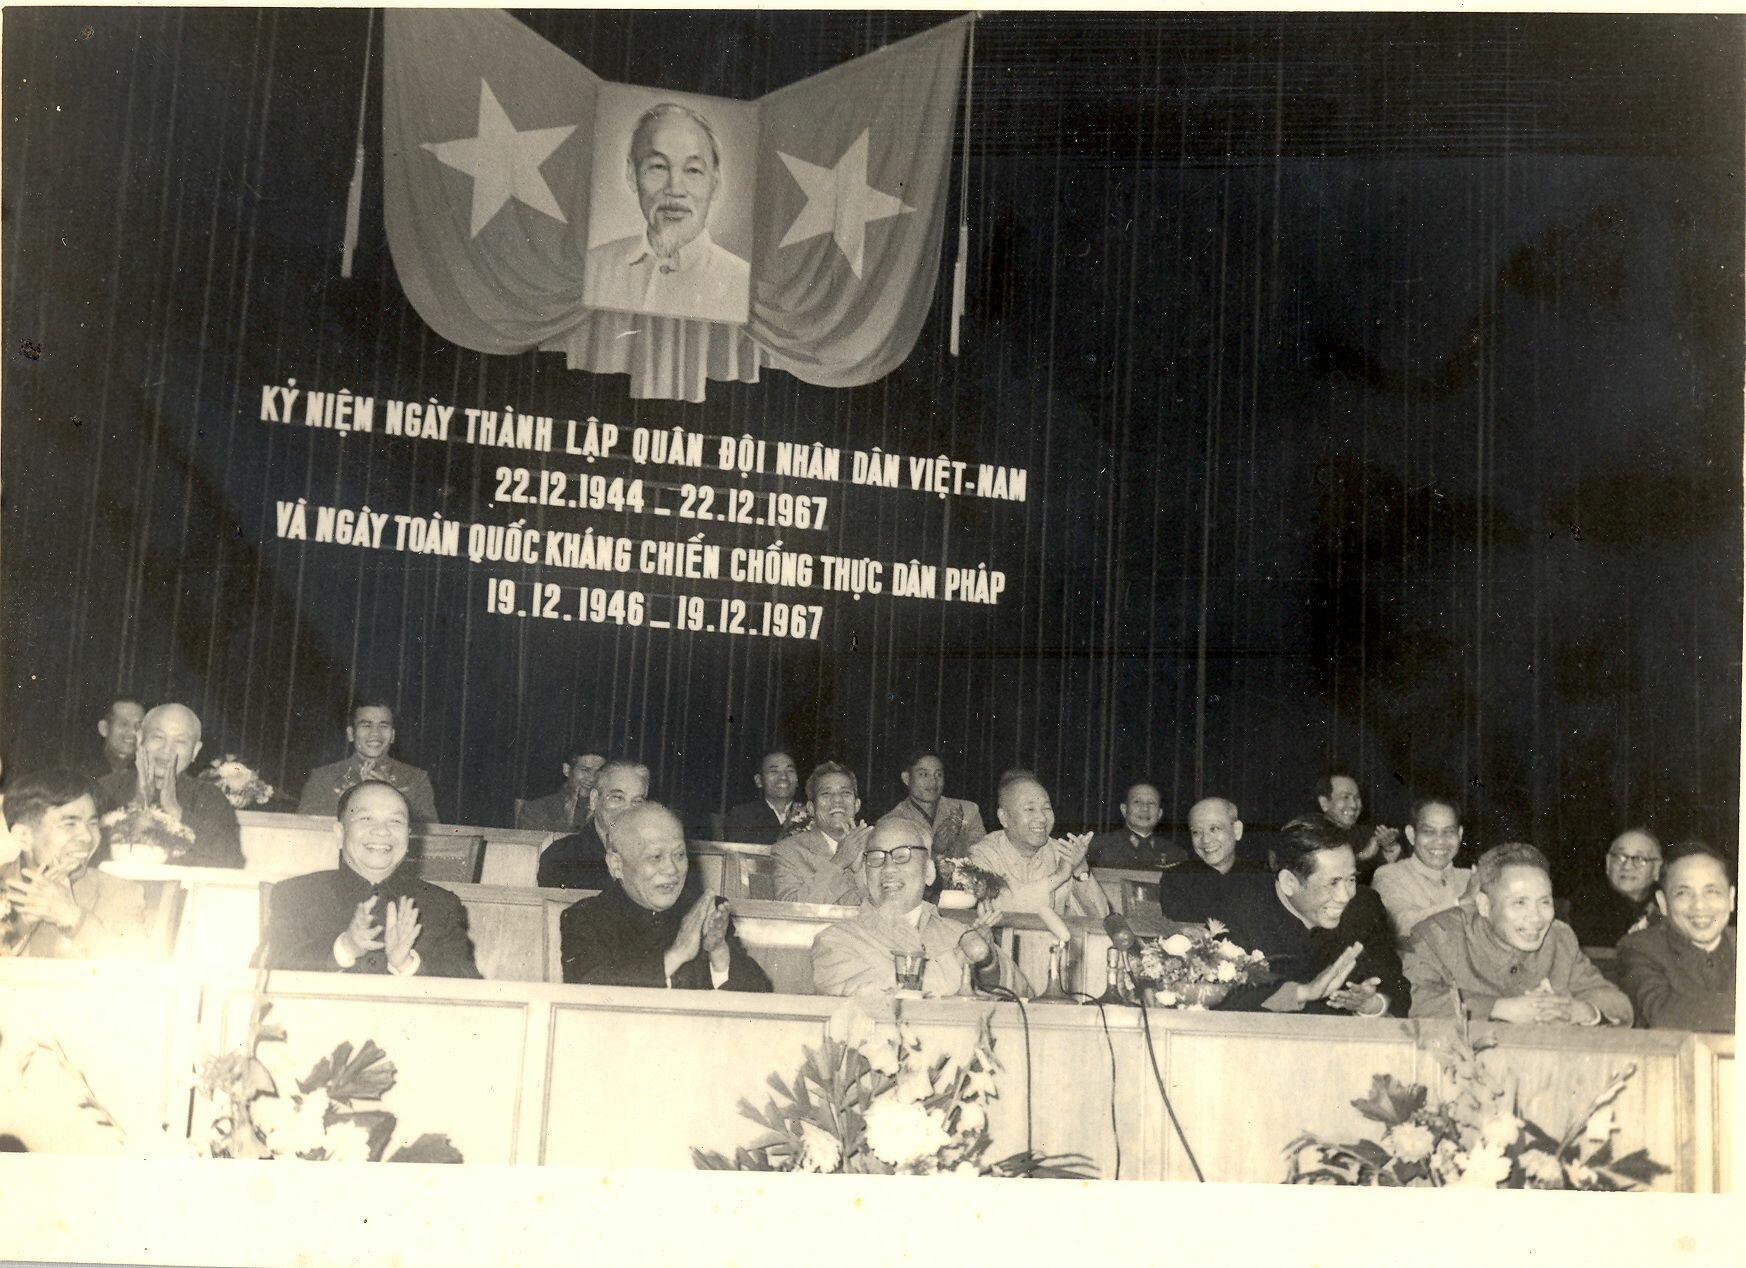 KỶ NIỆM NGÀY THÀNH LẬP QUÂN ĐỘI NHÂN DÂN VIỆT-NAM
22.12.1944 _ 22.12.1967
VÀ NGÀY TOÀN QUỐC KHÁNG CHIẾN CHỐNG THỰC DÂN PHÁP
19.12.1946 _ 19.12.1967